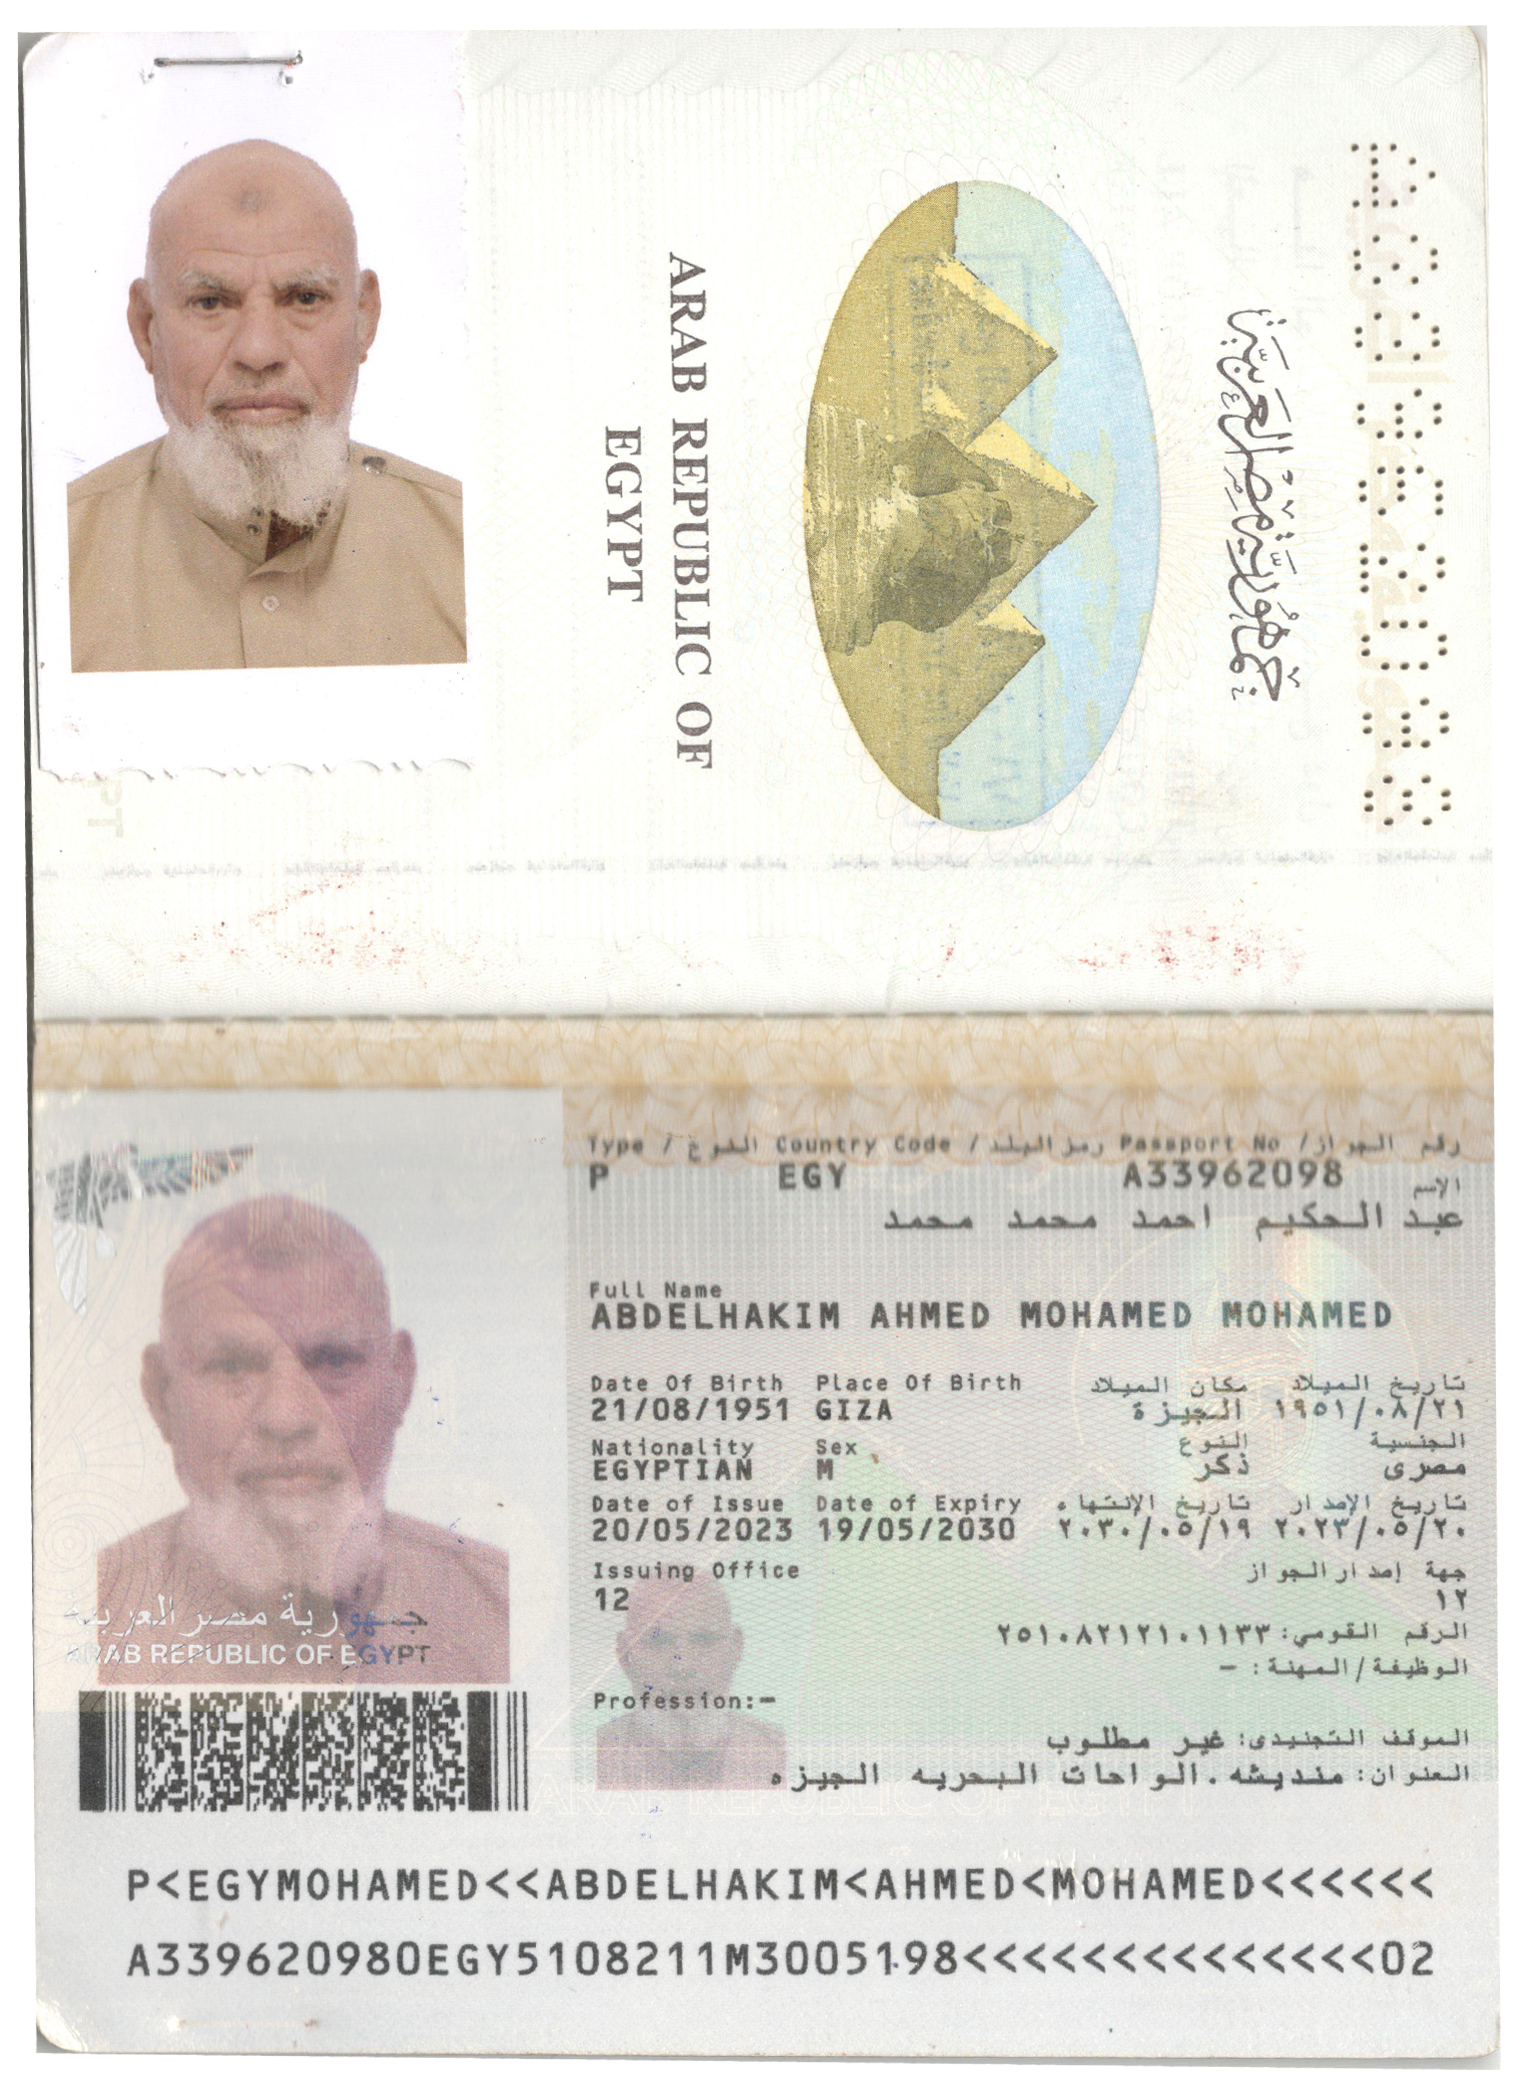 ARAB REPUBLIC OF
EGYPT
جمهورية مصر العربية
A33962098
Type / النوع Country Code / رمز البلد Passport No / رقم الجواز
P EGY A33962098
الإسم
عبد الحكيم احمد محمد محمد
Full Name
ABDELHAKIM AHMED MOHAMED MOHAMED
Date Of Birth Place Of Birth مكان الميلاد تاريخ الميلاد
21/08/1951 GIZA الجيزة ١٩٥١/٠٨/٢١
Nationality Sex النوع الجنسية
EGYPTIAN M ذكر مصرى
Date of Issue Date of Expiry تاريخ الإنتهاء تاريخ الإصدار
20/05/2023 19/05/2030 ٢٠٣٠/٠٥/١٩ ٢٠٢٣/٠٥/٢٠
Issuing Office جهة إصدار الجواز
12 ١٢
الرقم القومي: ٢٥١٠٨٢١٢١٠١١٣٣
الوظيفة/المهنة: -
Profession:-
الموقف التجنيدى: غير مطلوب
العنوان: منديشه.الواحات البحريه الجيزه
جمهورية مصر العربية
ARAB REPUBLIC OF EGYPT
P<EGYMOHAMED<<ABDELHAKIM<AHMED<MOHAMED<<<<<<
A339620980EGY5108211M3005198<<<<<<<<<<<<<<02